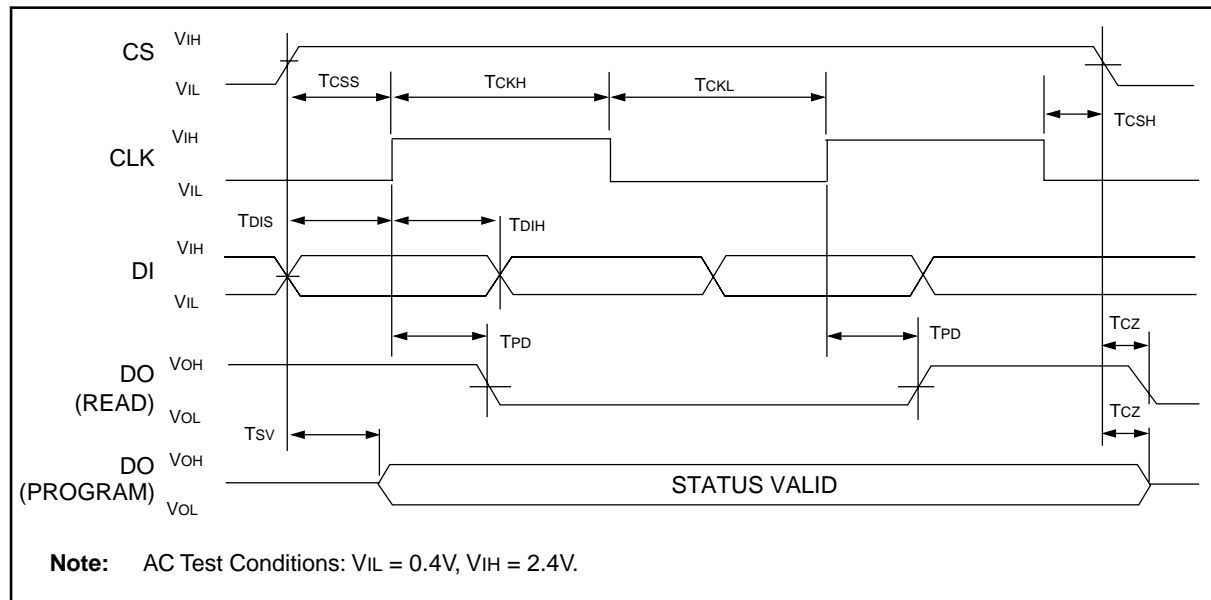 CS
VIH
VIL
TCSS
TCKH
TCKL
TCSH
CLK
VIH
VIL
TDIS
TDIH
DI
VIH
VIL
TPD
TPD
TCZ
DO
(READ)
VOH
VOL
TSV
TCZ
DO
(PROGRAM)
VOH
VOL
STATUS VALID
Note: AC Test Conditions: VIL = 0.4V, VIH = 2.4V.